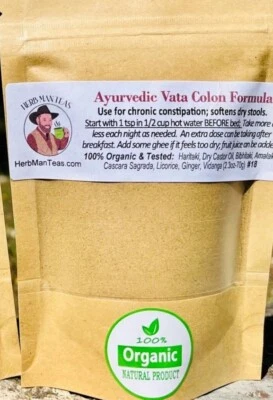 HERB MAN TEAS
HerbManTeas.com
Ayurvedic Vata Colon Formula
Use for chronic constipation; softens dry stools.
Start with 1 tsp in 1/2 cup hot water BEFORE bed; Take more
less each night as needed. An extra dose can be taking after
breakfast. Add some ghee if it feels too dry; fruit juice can be added
100% Organic & Tested: Haritaki, Dry Castor Oil, Bibhitaki, Amalaki
Cascara Sagrada, Licorice, Ginger, Vidanga (2.3oz-70g) #18
100%
Organic
NATURAL PRODUCT